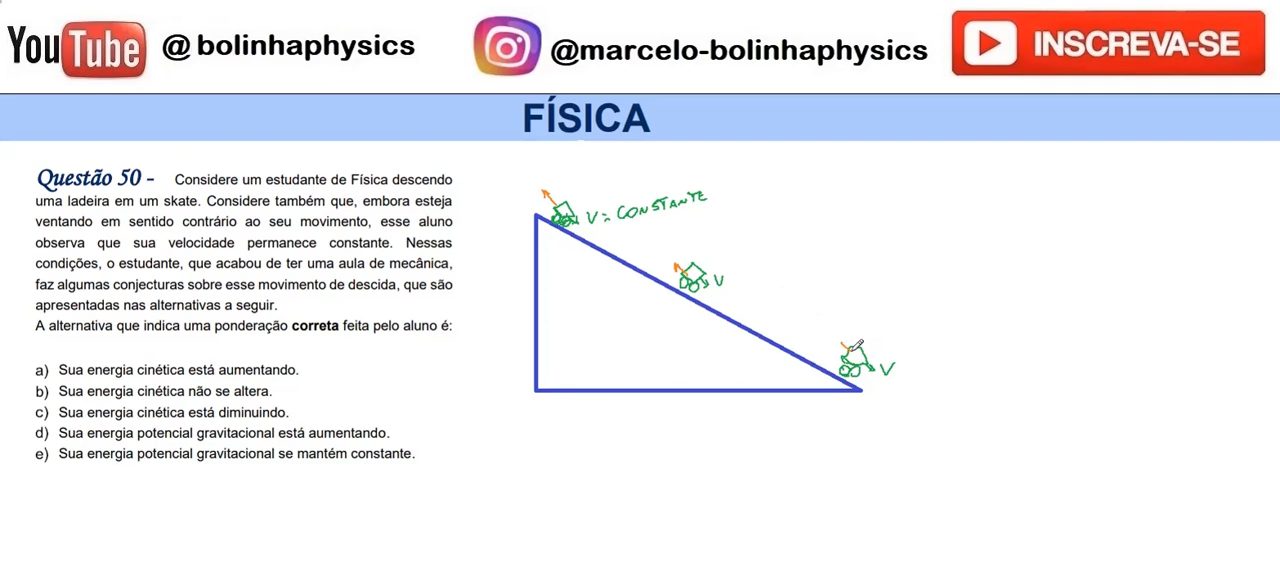 YouTube @bolinhaphysics @marcelo-bolinhaphysics INSCREVA-SE
FÍSICA
Questão 50 - Considere um estudante de Física descendo
uma ladeira em um skate. Considere também que, embora esteja
ventando em sentido contrário ao seu movimento, esse aluno
observa que sua velocidade permanece constante. Nessas
condições, o estudante, que acabou de ter uma aula de mecânica,
faz algumas conjecturas sobre esse movimento de descida, que são
apresentadas nas alternativas a seguir.
A alternativa que indica uma ponderação correta feita pelo aluno é:
a) Sua energia cinética está aumentando.
b) Sua energia cinética não se altera.
c) Sua energia cinética está diminuindo.
d) Sua energia potencial gravitacional está aumentando.
e) Sua energia potencial gravitacional se mantém constante.
V = CONSTANTE
V
V